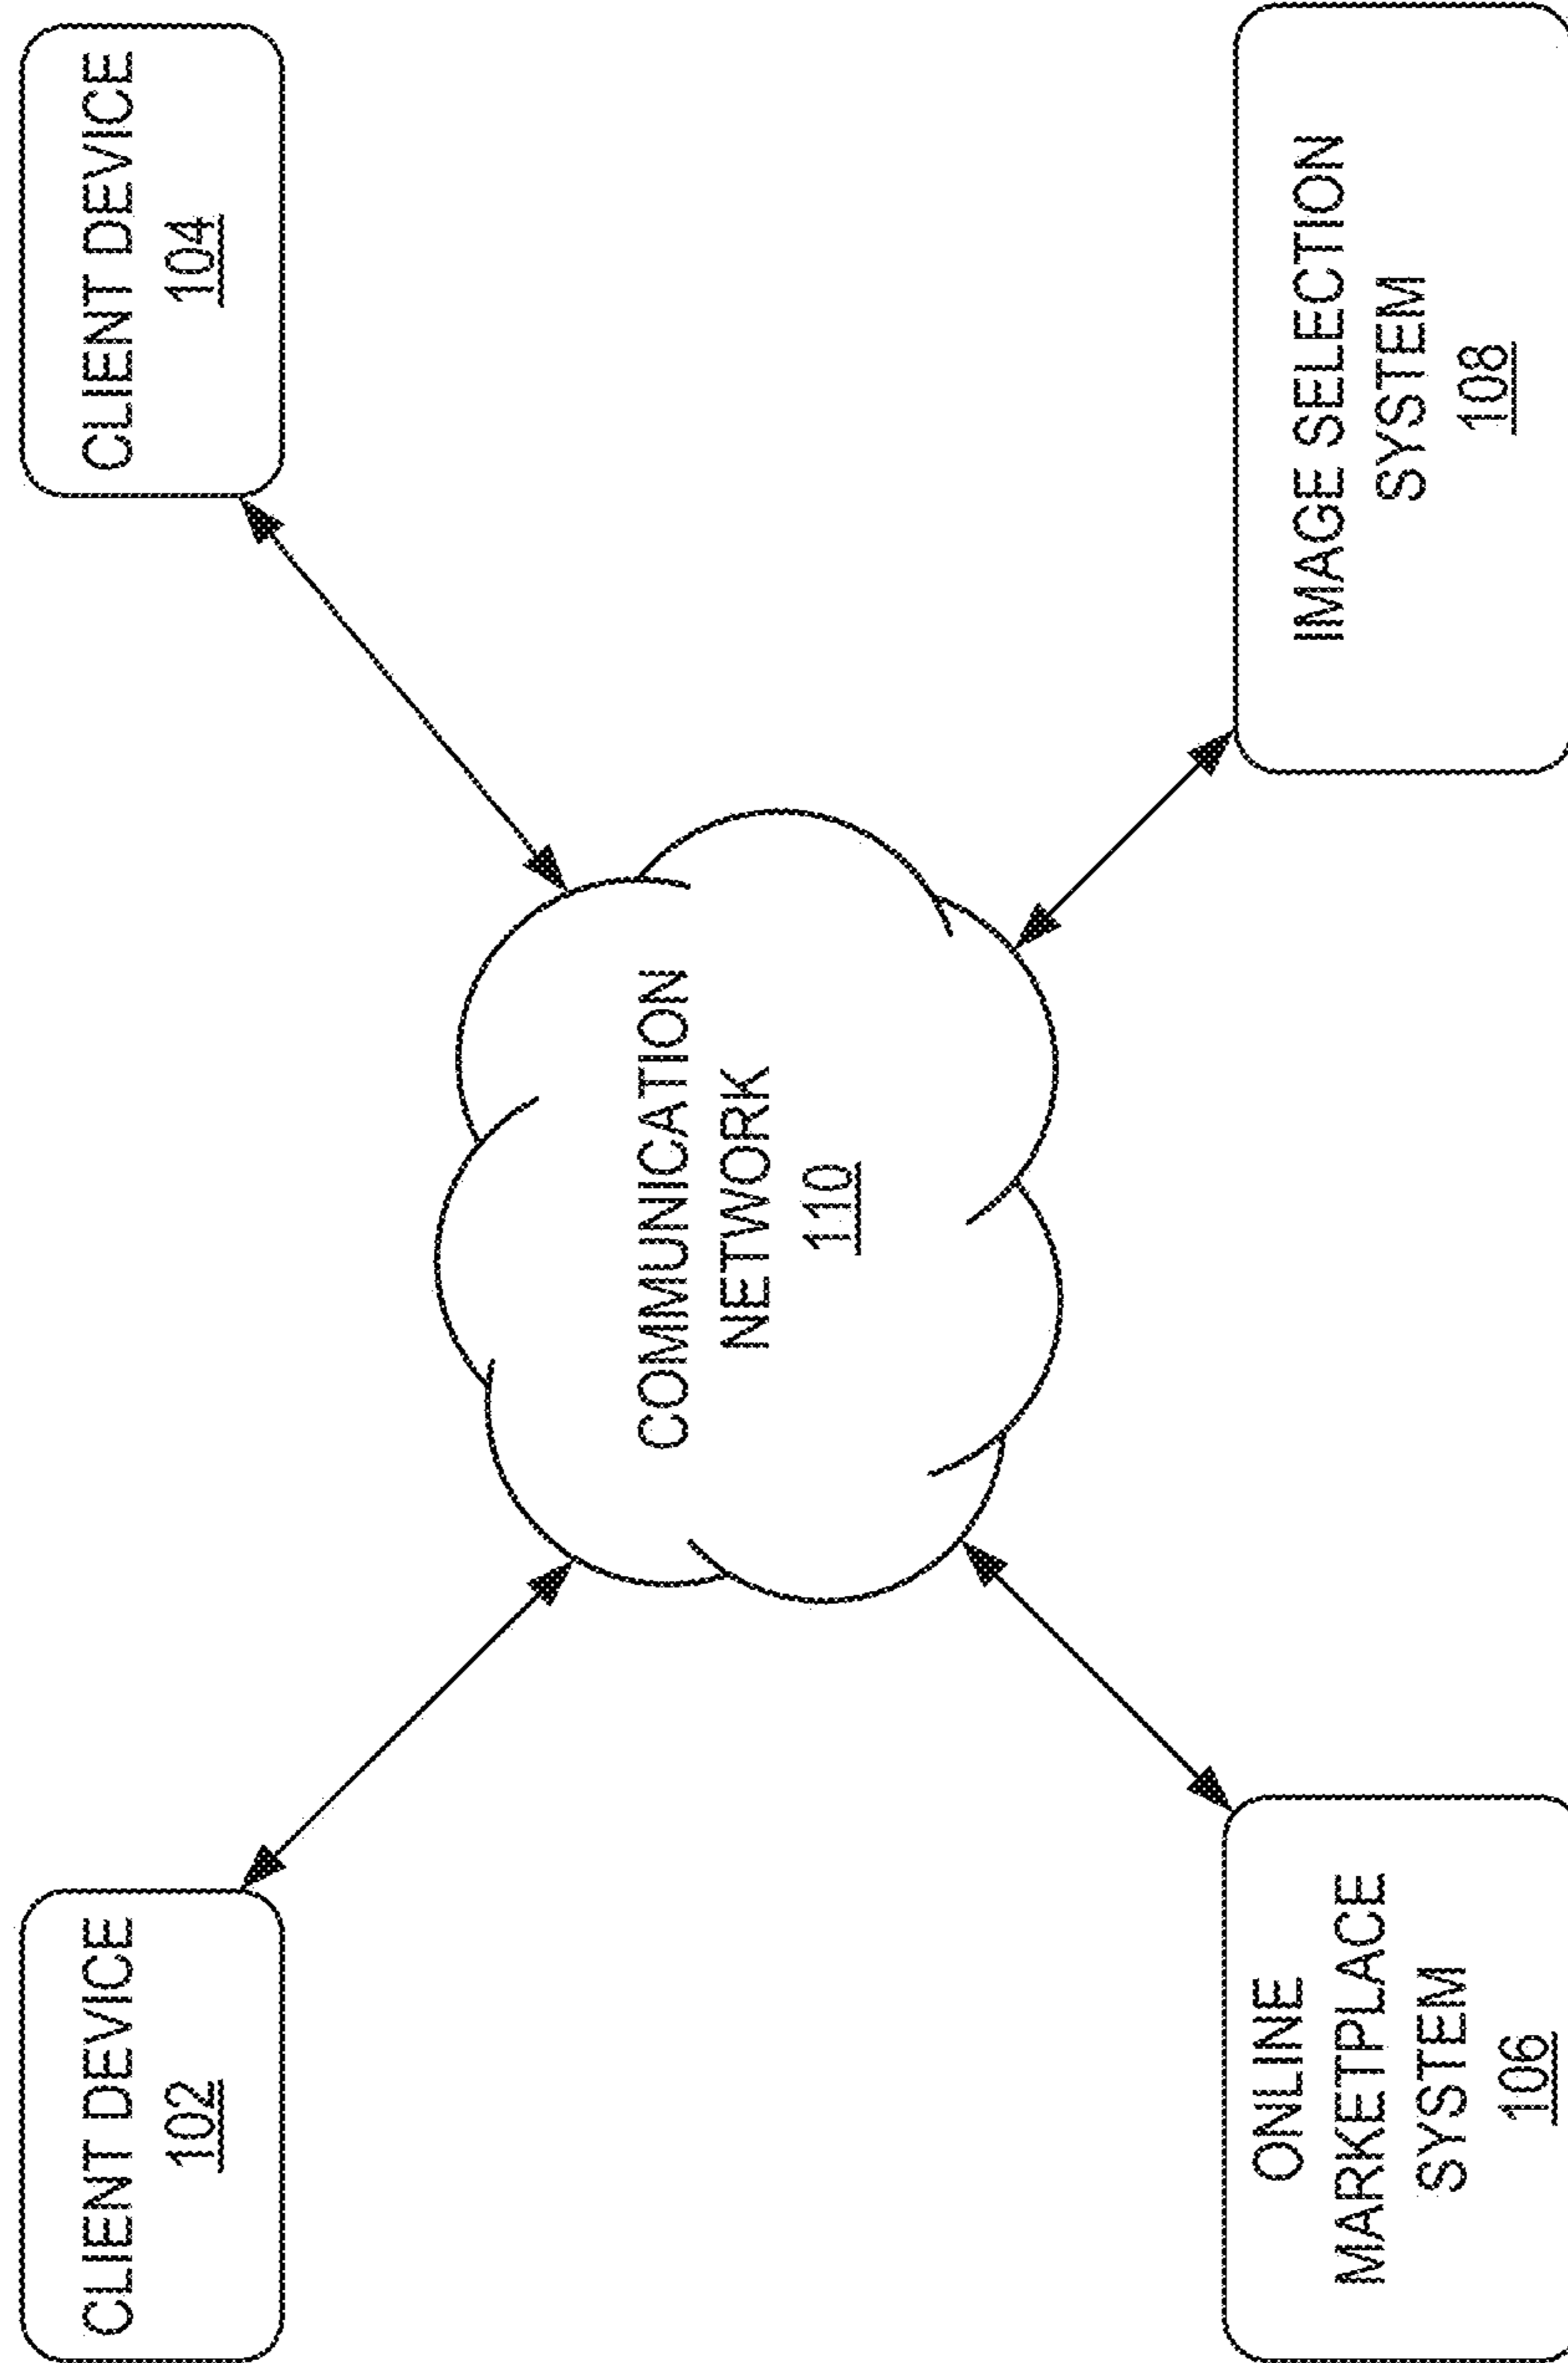 CLIENT DEVICE
102
CLIENT DEVICE
104
COMMUNICATION
NETWORK
110
ONLINE
MARKETPLACE
SYSTEM
106
IMAGE SELECTION
SYSTEM
108